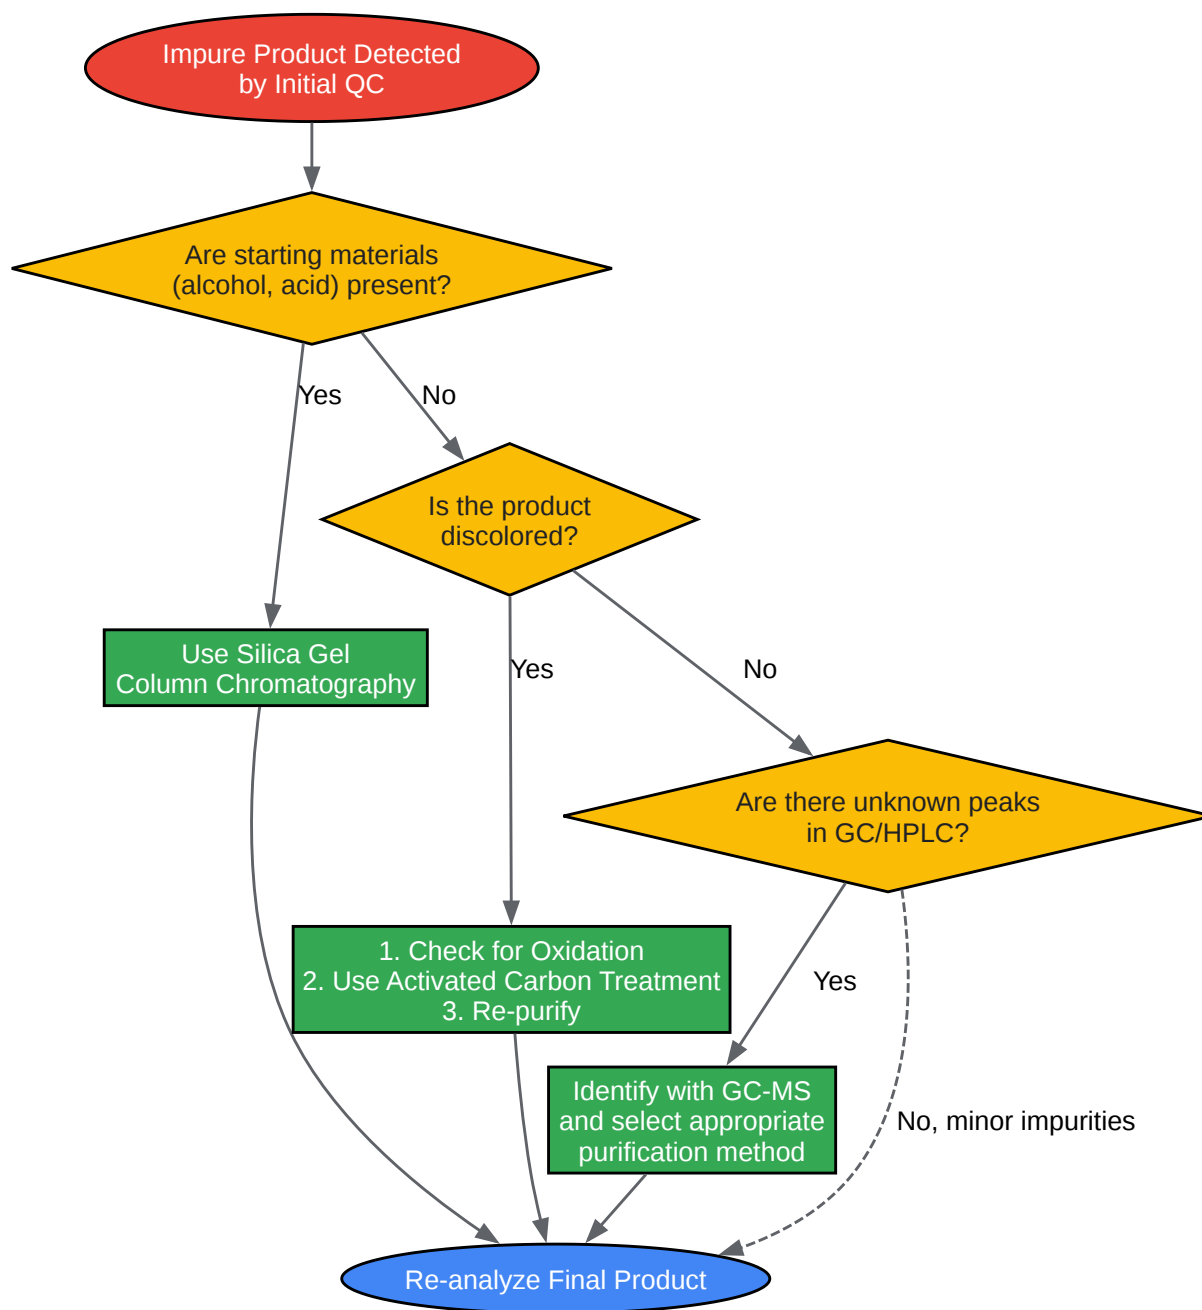 Impure Product Detected
by Initial QC
Are starting materials
(alcohol, acid) present?
Yes
No
Is the product
discolored?
Use Silica Gel
Column Chromatography
Yes
No
Are there unknown peaks
in GC/HPLC?
1. Check for Oxidation
2. Use Activated Carbon Treatment
3. Re-purify
Yes
Identify with GC-MS
and select appropriate
purification method
No, minor impurities
Re-analyze Final Product